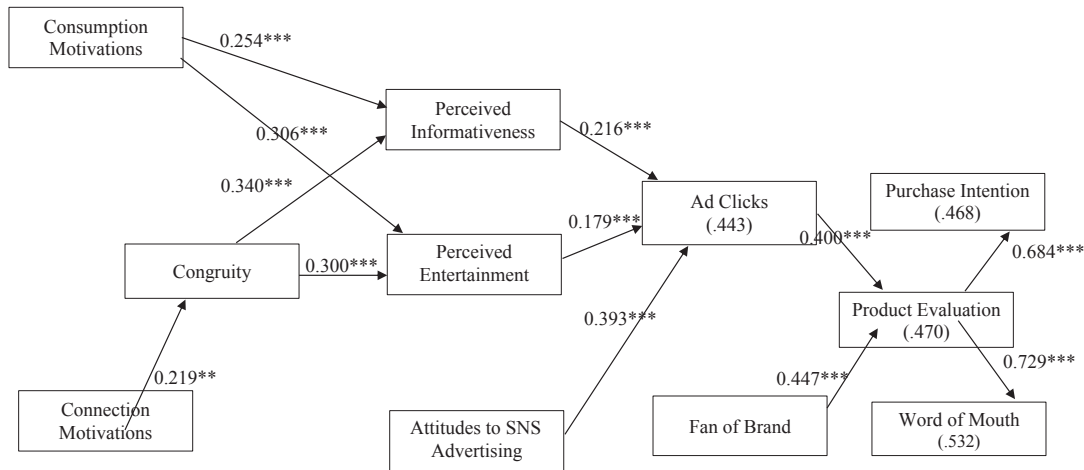 Consumption
Motivations
0.254***
Perceived
Informativeness
0.306***
0.216***
0.340***
Ad Clicks
(.443)
Purchase Intention
(.468)
0.179***
0.400***
Perceived
Entertainment
Congruity
0.300***
0.684***
0.393***
Product Evaluation
(.470)
0.729***
0.219**
0.447***
Connection
Motivations
Attitudes to SNS
Advertising
Fan of Brand
Word of Mouth
(.532)